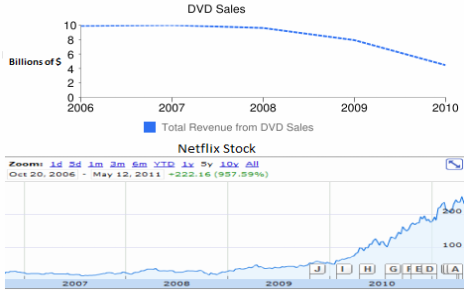 DVD Sales
Billions of $
10
8
6
4
2
0
2006 2007 2008 2009 2010
Total Revenue from DVD Sales
Netflix Stock
Zoom: 1d 5d 1m 3m 6m YTD 1y 5y 10y All
Oct 20, 2006 - May 12, 2011 +222.16 (957.59%)
200
100
J I H G F E D A
2007 2008 2009 2010